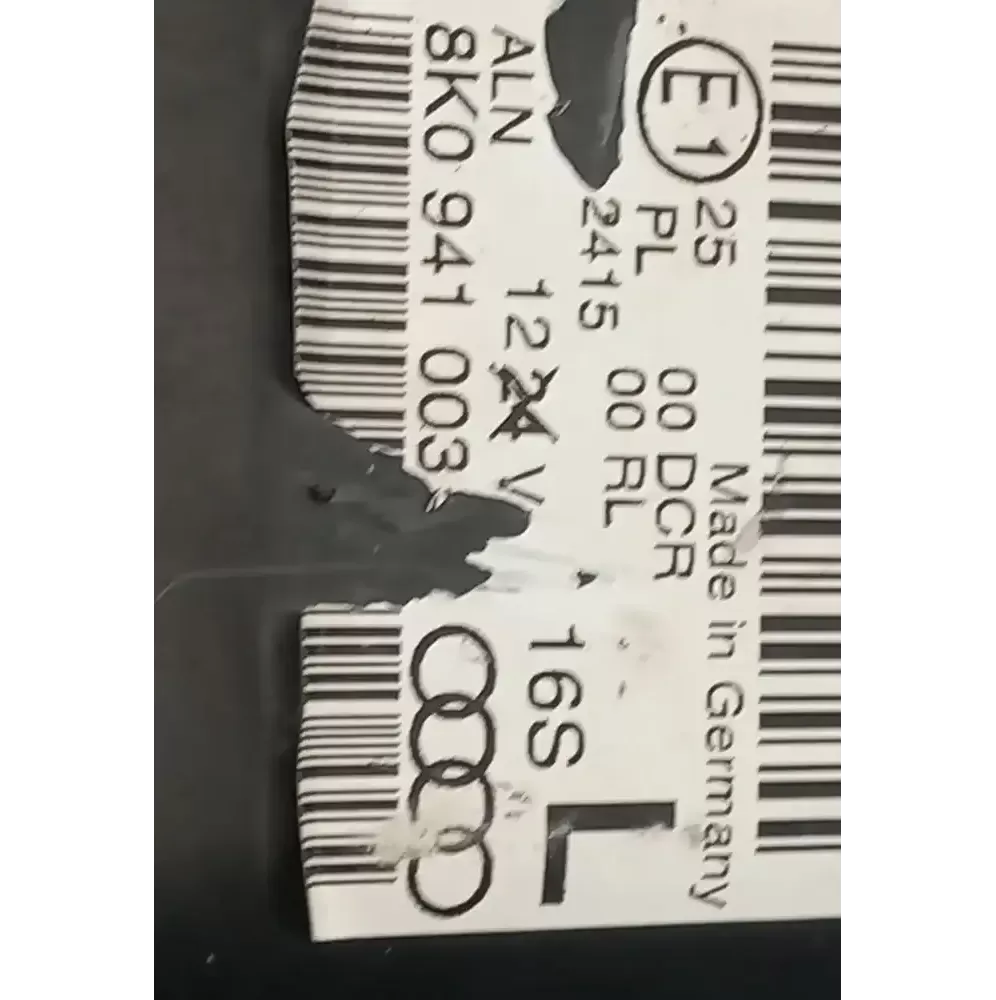 Made in Germany
25 00 DCR
E1 PL 00 RL
2415 L
ALN 12 V 16S
8K0 941 003